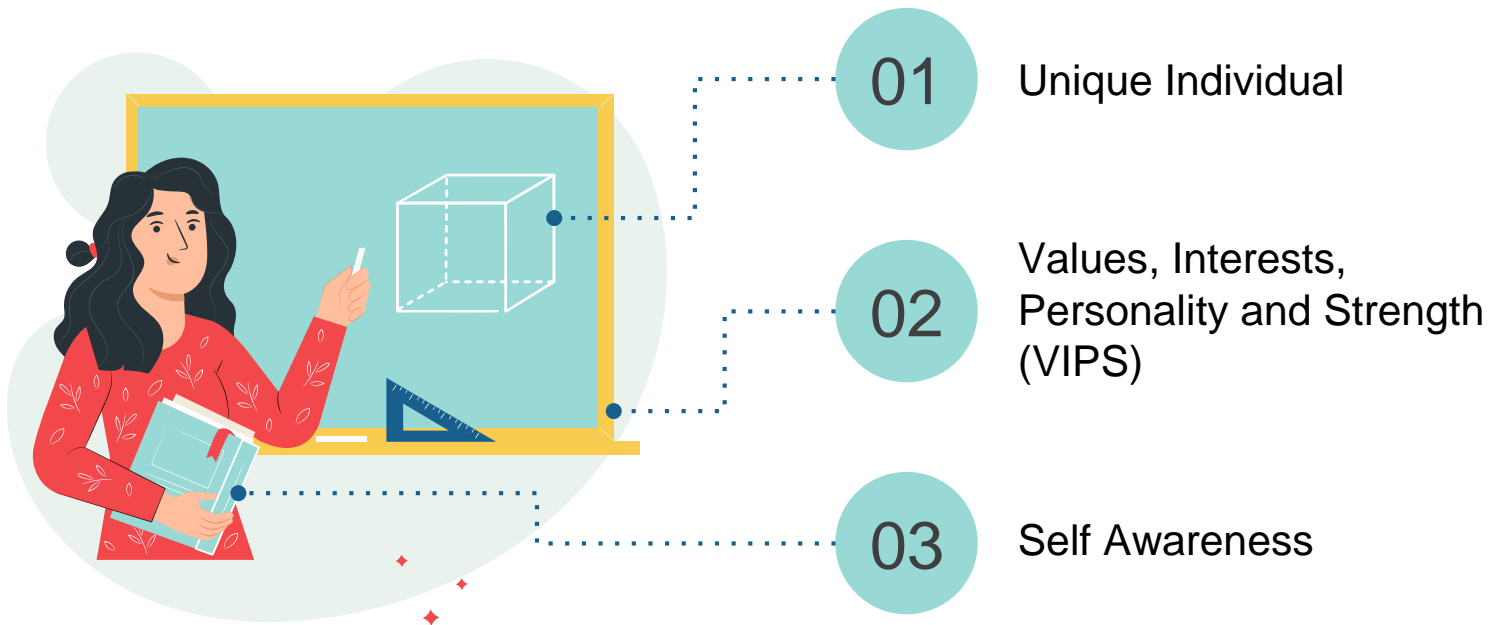 01
Unique Individual
02
Values, Interests,
Personality and Strength
(VIPS)
03
Self Awareness